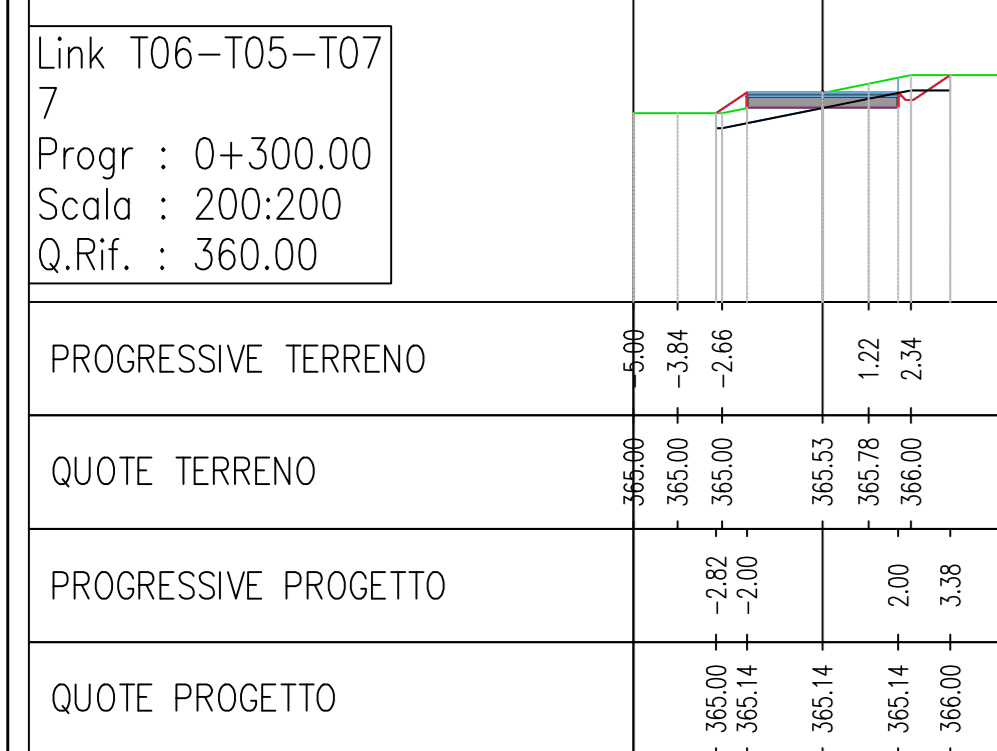 Link T06-T05-T07
7
Progr : 0+300.00
Scala : 200:200
Q.Rif. : 360.00
PROGRESSIVE TERRENO -5.00 -3.84 -2.66 1.22 2.34
QUOTE TERRENO 365.00 365.00 365.00 365.53 365.78 366.00
PROGRESSIVE PROGETTO -2.82 -2.00 2.00 3.38
QUOTE PROGETTO 365.00 365.14 365.14 365.14 366.00